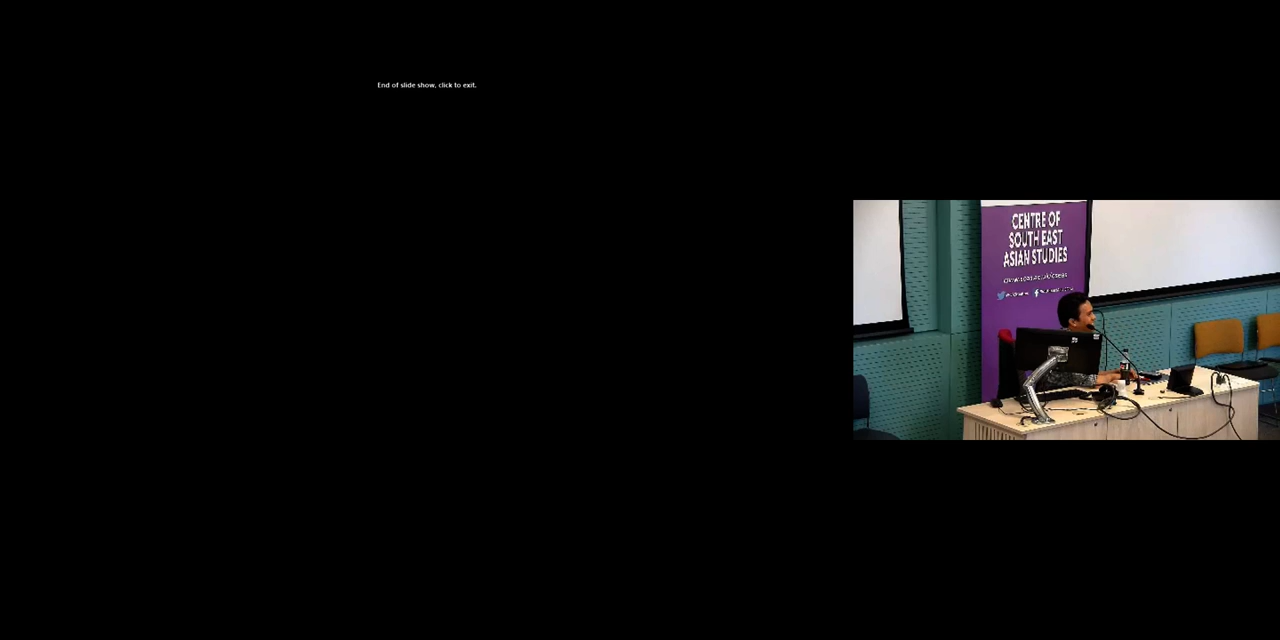 End of slide show, click to exit.
CENTRE OF
SOUTH EAST
ASIAN STUDIES